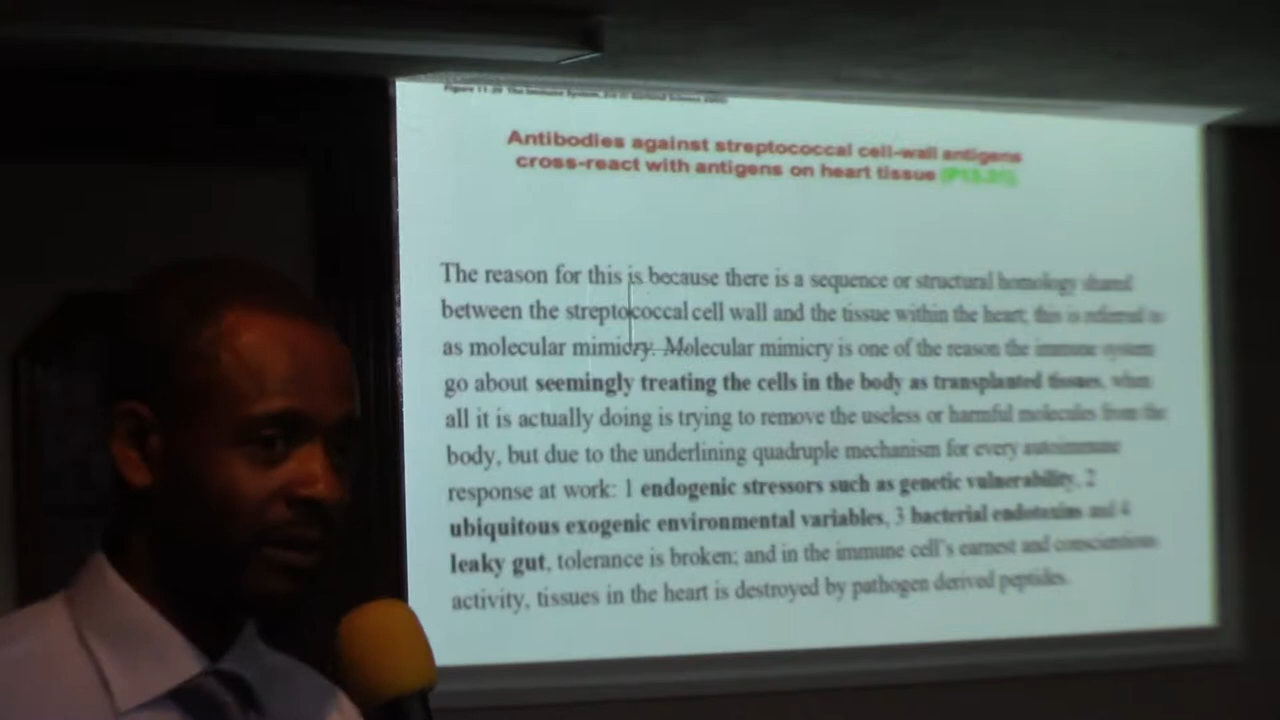 Figure 11-29 The Immune System,
Antibodies against streptococcal cell-wall antigens
cross-react with antigens on heart tissue
The reason for this is because there is a sequence or structural homology shared
between the streptococcal cell wall and the tissue within the heart, this is referred to
as molecular mimicry. Molecular mimicry is one of the reason the immune system
go about seemingly treating the cells in the body as transplanted tissues, when
all it is actually doing is trying to remove the useless or harmful molecules from the
body, but due to the underlining quadruple mechanism for every autoimmune
response at work: 1 endogenic stressors such as genetic vulnerability, 2
ubiquitous exogenic environmental variables, 3 bacterial endotoxins and 4
leaky gut, tolerance is broken; and in the immune cell's earnest and conscientious
activity, tissues in the heart is destroyed by pathogen derived peptides.